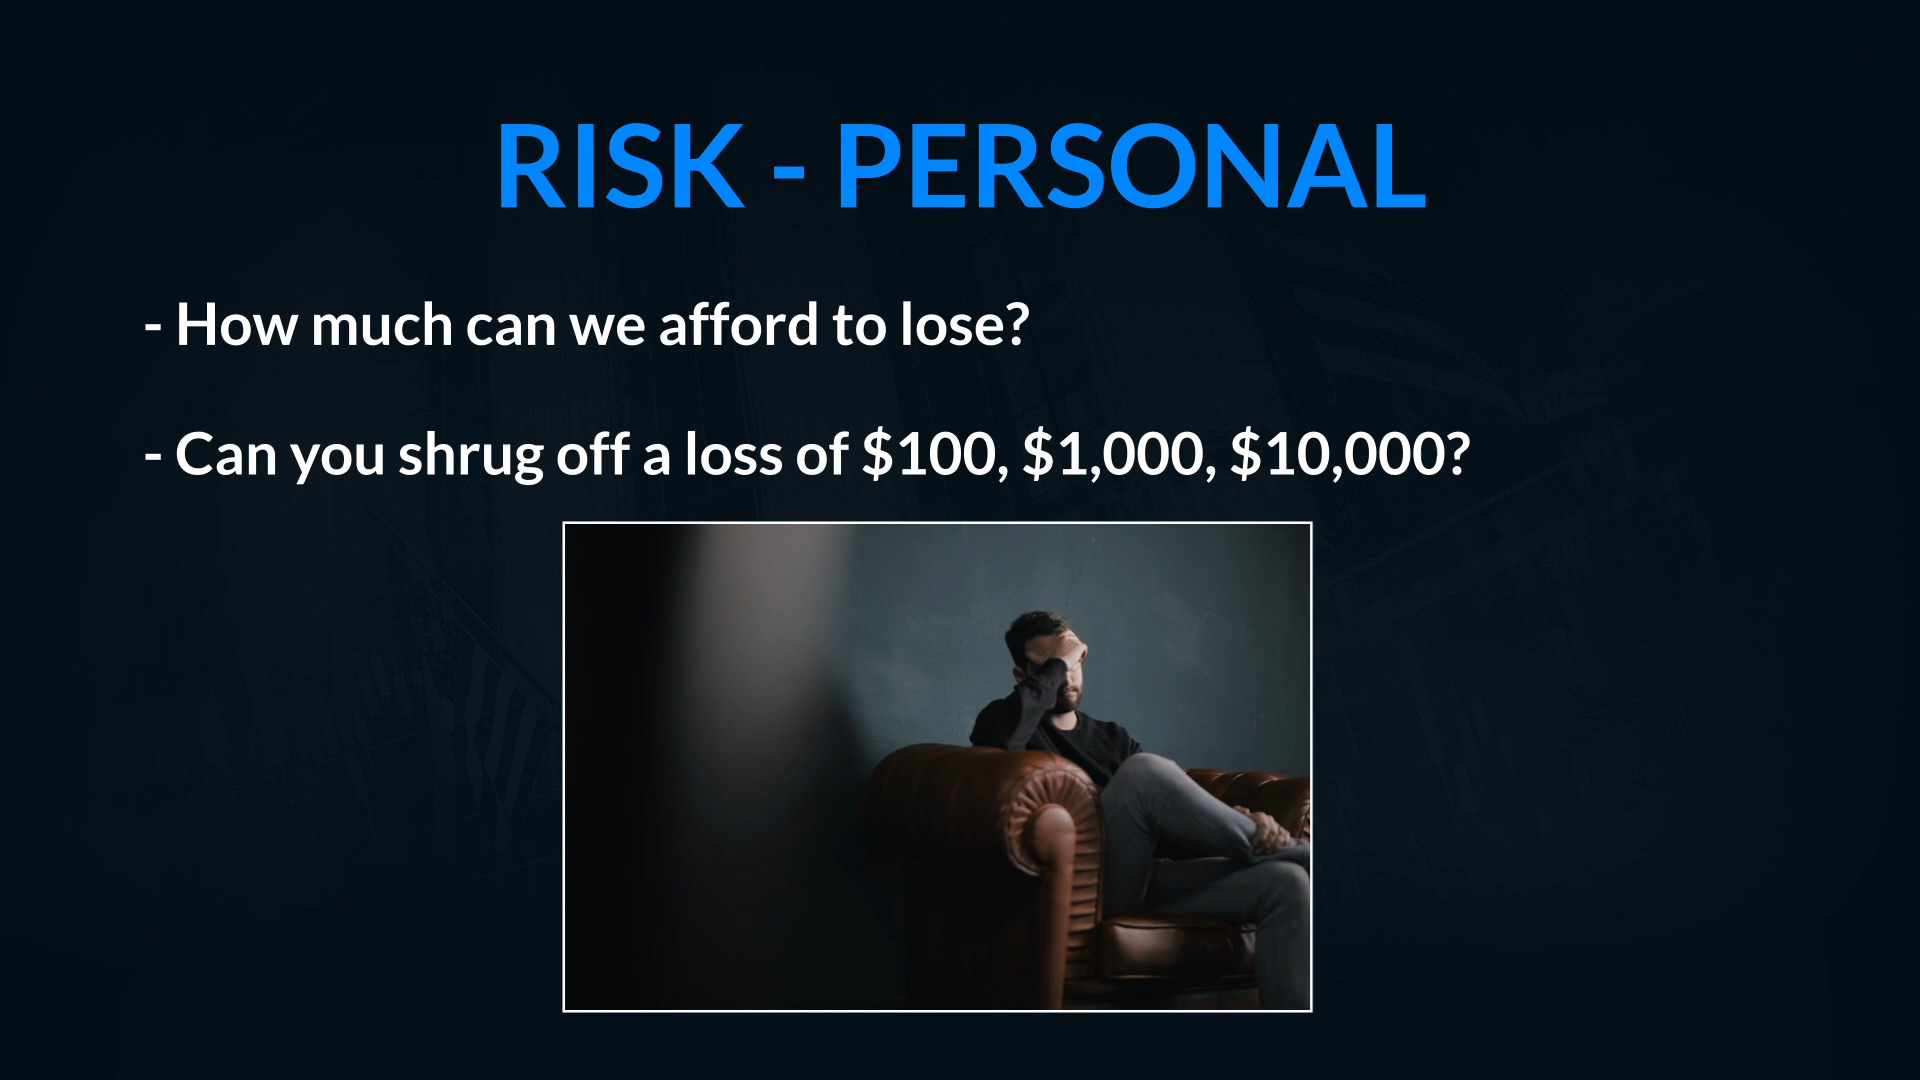 RISK - PERSONAL
- How much can we afford to lose?
- Can you shrug off a loss of $100, $1,000, $10,000?